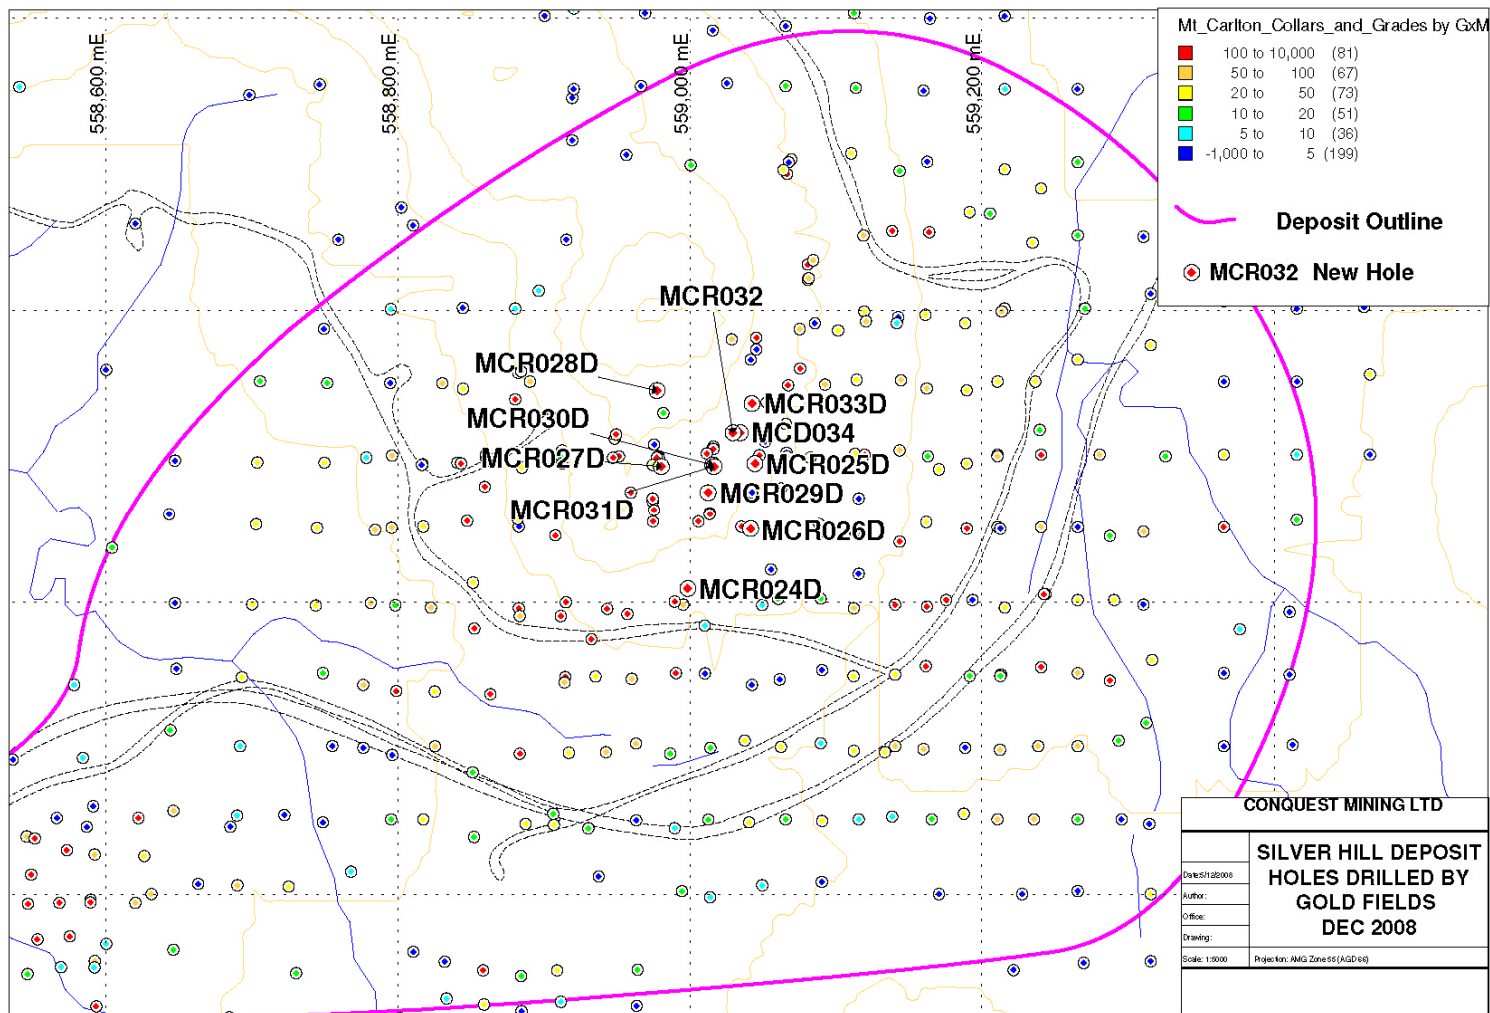 558,600 mE
558,800 mE
559,000 mE
559,200 mE
Mt_Carlton_Collars_and_Grades by GxM
100 to 10,000 (81)
50 to 100 (67)
20 to 50 (73)
10 to 20 (51)
5 to 10 (36)
-1,000 to 5 (199)
Deposit Outline
MCR032 New Hole
MCR032
MCR028D
MCR033D
MCR030D
MCD034
MCR027D
MCR025D
MCR029D
MCR031D
MCR026D
MCR024D
CONQUEST MINING LTD
SILVER HILL DEPOSIT
HOLES DRILLED BY
GOLD FIELDS
DEC 2008
Date:5/12/2008
Author:
Office:
Drawing:
Scale: 1:5000
Projection: AMG Zone 55 (AGD66)